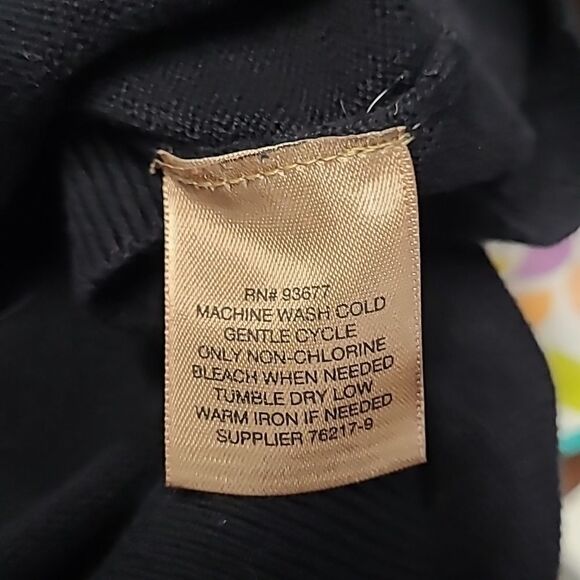 RN# 93677
MACHINE WASH COLD
GENTLE CYCLE
ONLY NON-CHLORINE
BLEACH WHEN NEEDED
TUMBLE DRY LOW
WARM IRON IF NEEDED
SUPPLIER 76217-9